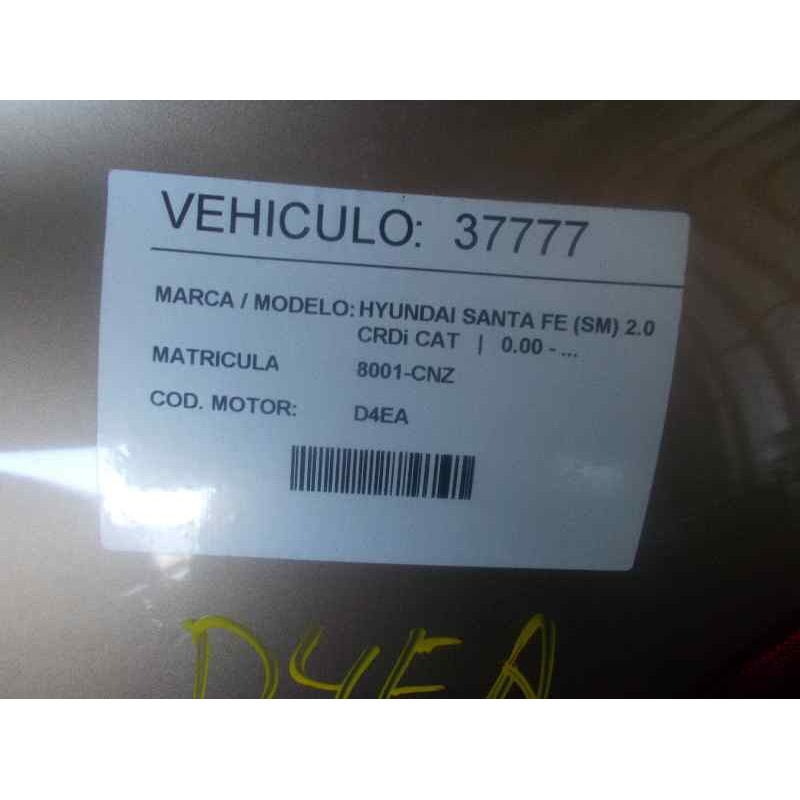 VEHICULO: 37777
MARCA / MODELO: HYUNDAI SANTA FE (SM) 2.0
CRDi CAT | 0.00 - ...
MATRICULA 8001-CNZ
COD. MOTOR: D4EA
D4EA